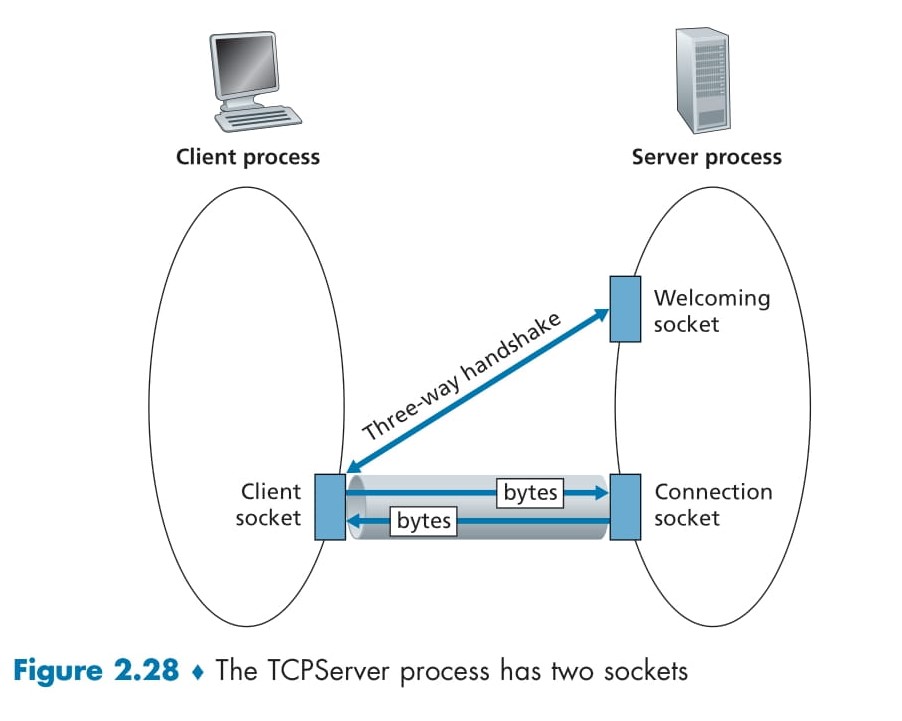 Client process
Server process
Welcoming
socket
Three-way handshake
Client
socket
bytes
bytes
Connection
socket
Figure 2.28 ♦ The TCPServer process has two sockets